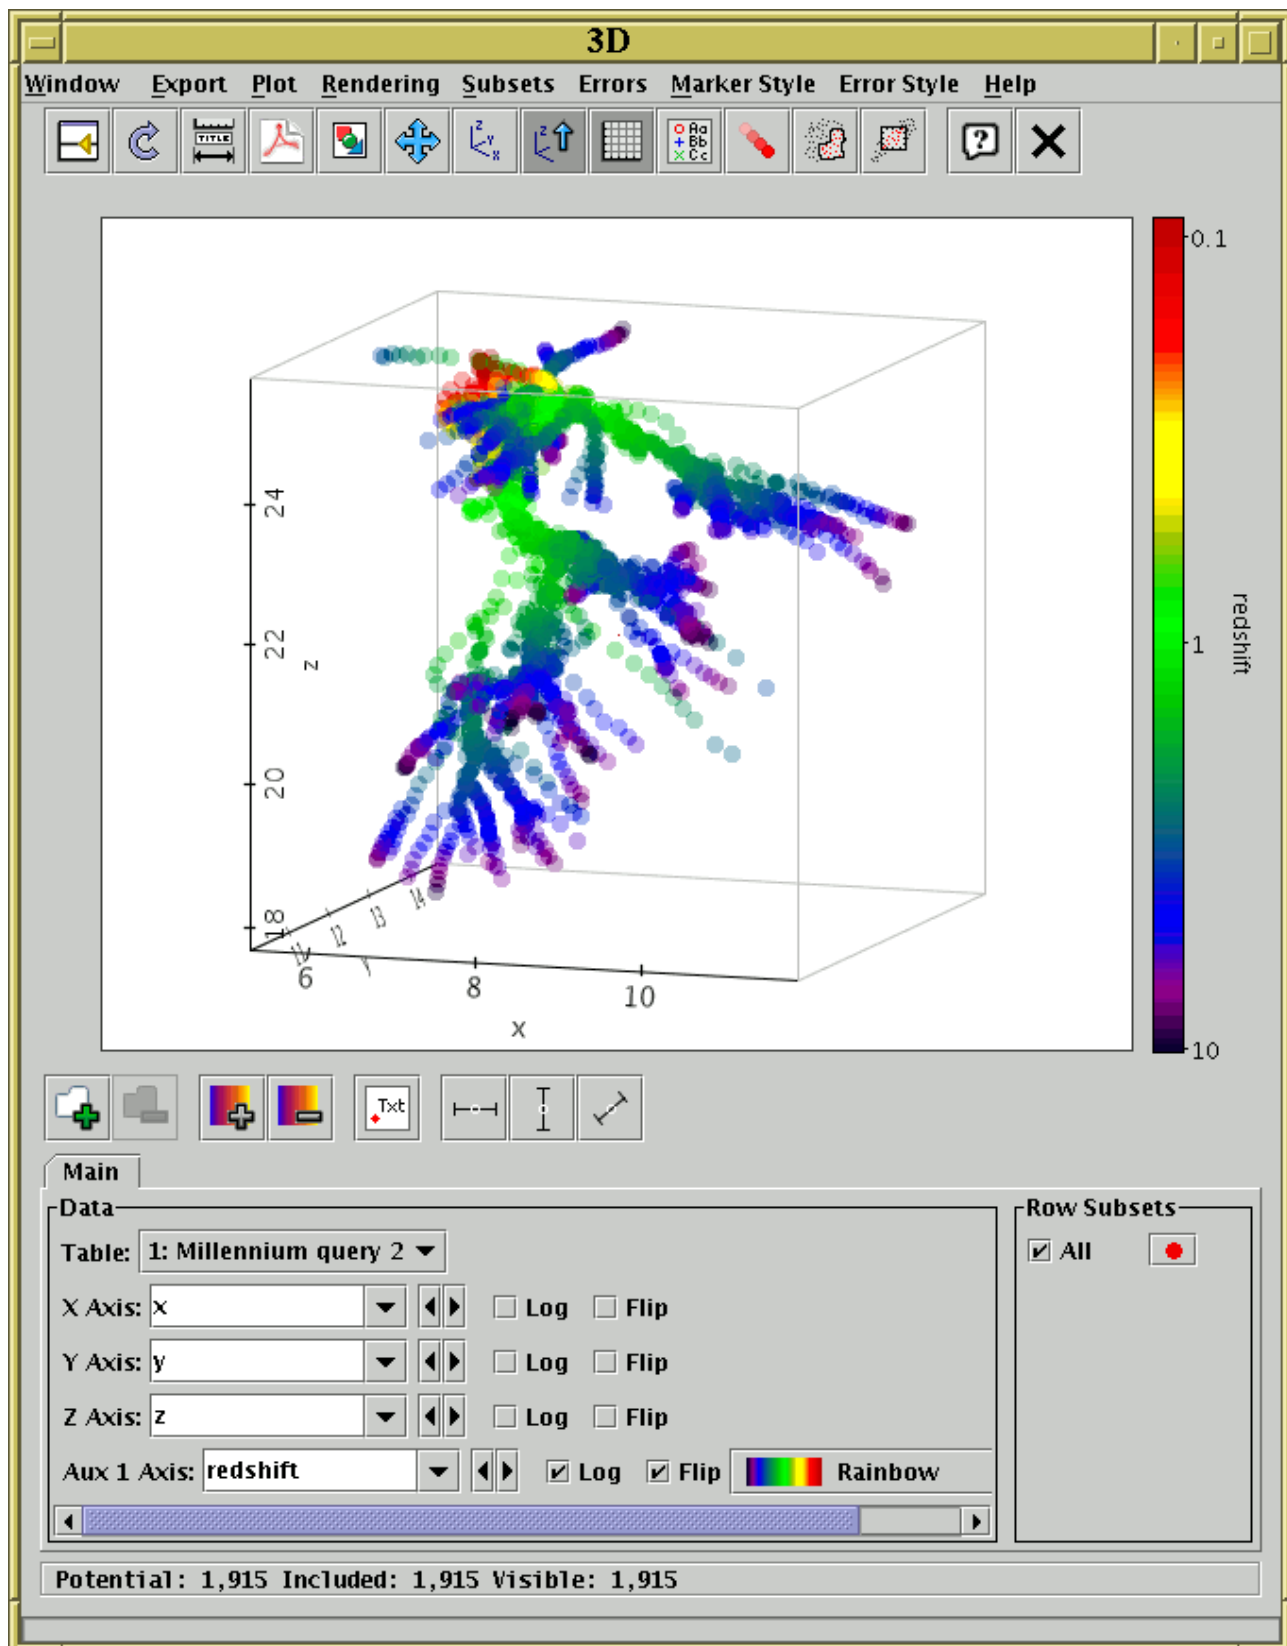 3D
Window Export Plot Rendering Subsets Errors Marker Style Error Style Help
TITLE
z y x
z
Aa
Bb
Cc
?
0.1
1
10
redshift
24
22
20
18
z
11 12 13 14
y
6 8 10
x
Txt
Main
Data
Table: 1: Millennium query 2
X Axis: x Log Flip
Y Axis: y Log Flip
Z Axis: z Log Flip
Aux 1 Axis: redshift Log Flip Rainbow
Row Subsets
All
Potential: 1,915 Included: 1,915 Visible: 1,915